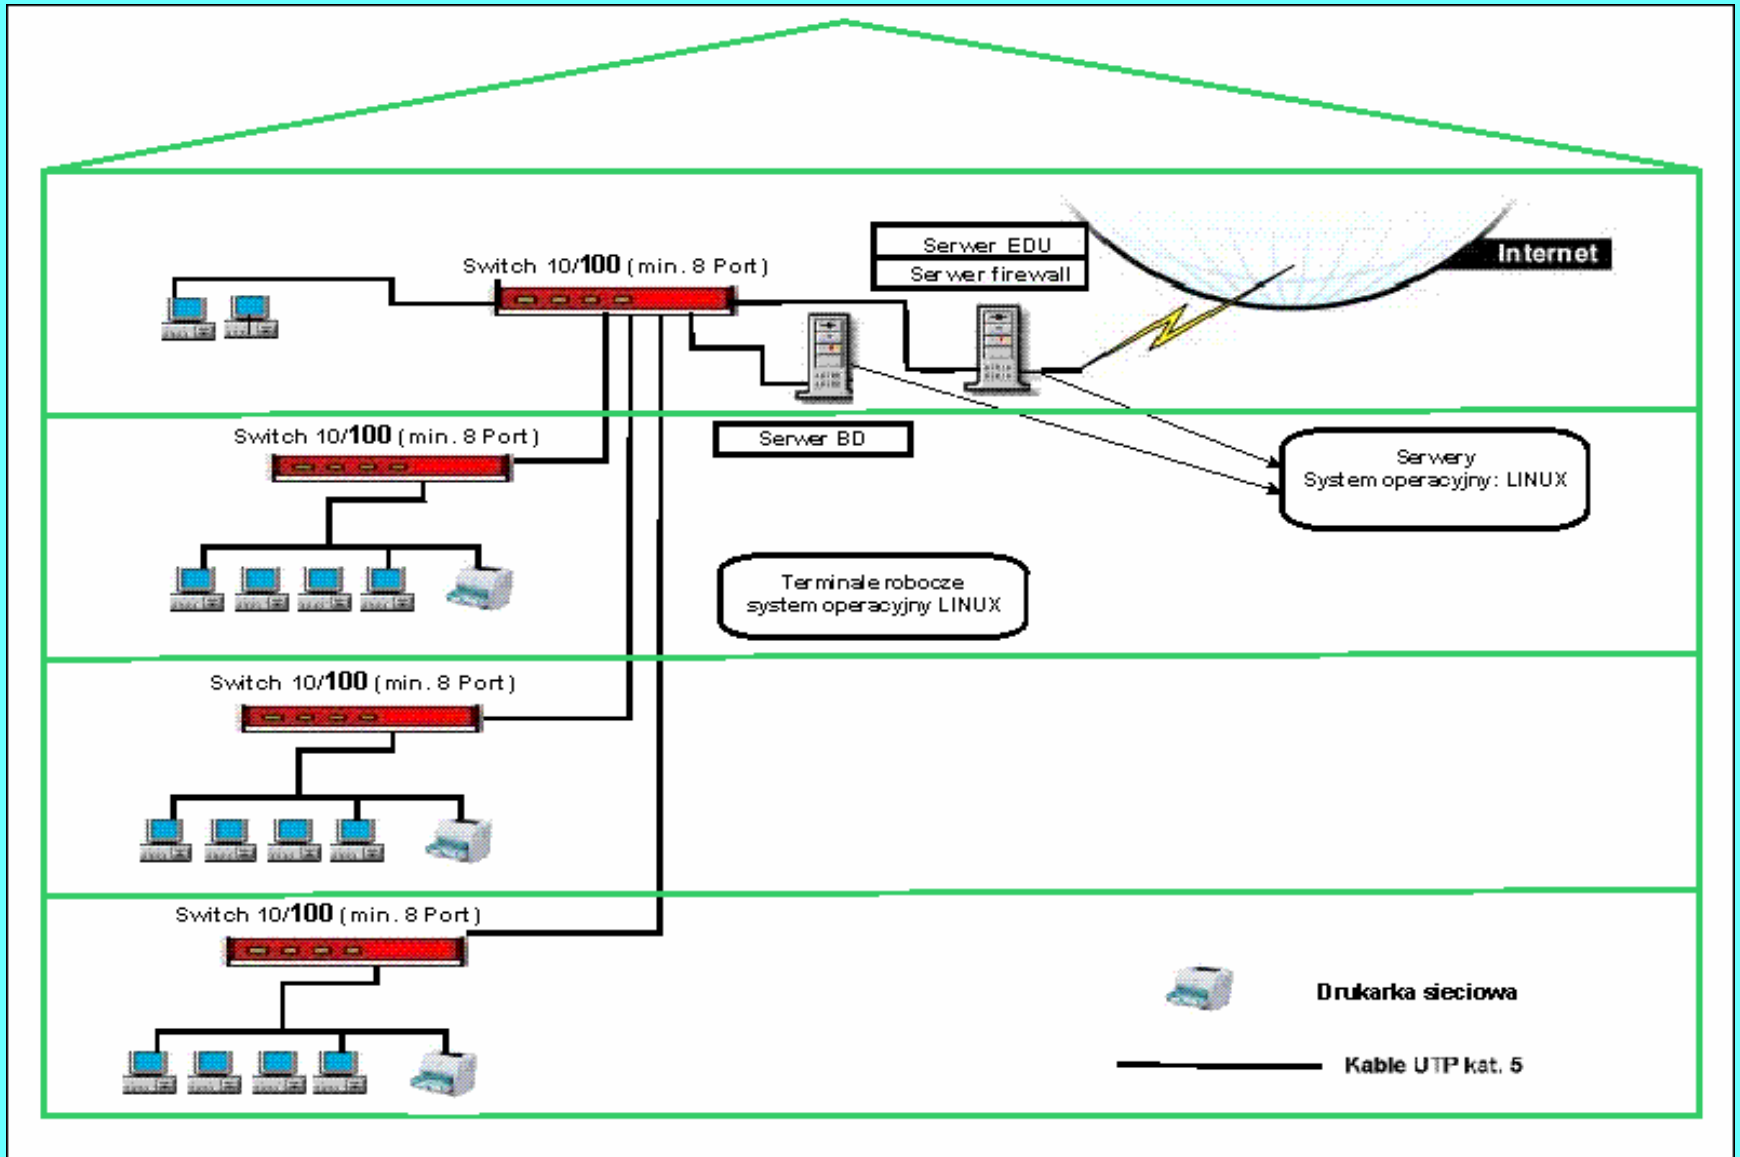 Serwer EDU
Serwer firewall
Internet
Switch 10/100 (min. 8 Port)
Switch 10/100 (min. 8 Port)
Serwer BD
Serwery
System operacyjny: LINUX
Terminale robocze
system operacyjny LINUX
Switch 10/100 (min. 8 Port)
Switch 10/100 (min. 8 Port)
Drukarka sieciowa
Kable UTP kat. 5